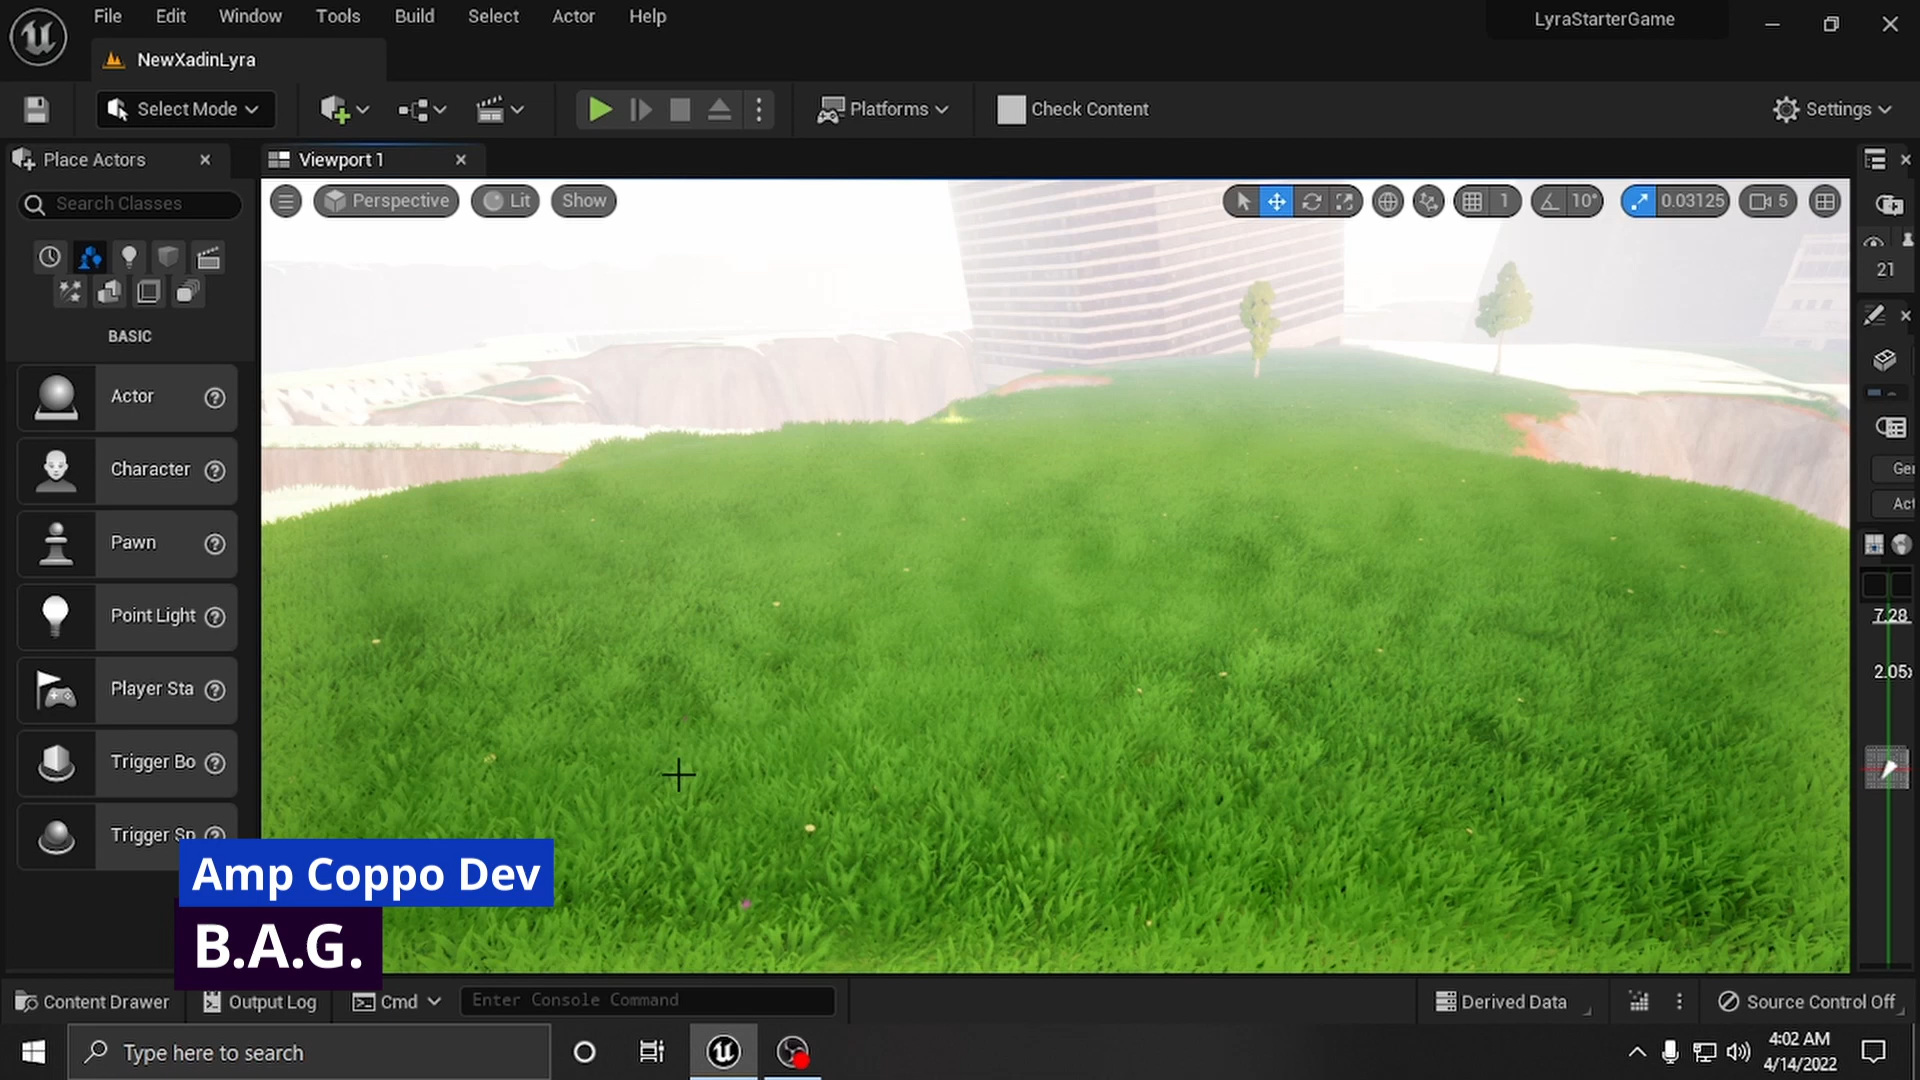 File Edit Window Tools Build Select Actor Help
LyraStarterGame
NewXadinLyra
Select Mode
Platforms
Check Content
Settings
Place Actors
Viewport 1
Search Classes
Perspective
Lit
Show
1
10°
0.03125
5
21
BASIC
Actor
Character
Pawn
Point Light
Player Sta
Trigger Bo
Trigger Sp
Ger
Act
7.28
2.05x
Amp Coppo Dev
B.A.G.
Content Drawer
Output Log
Cmd
Enter Console Command
Derived Data
Source Control Off
Type here to search
4:02 AM
4/14/2022